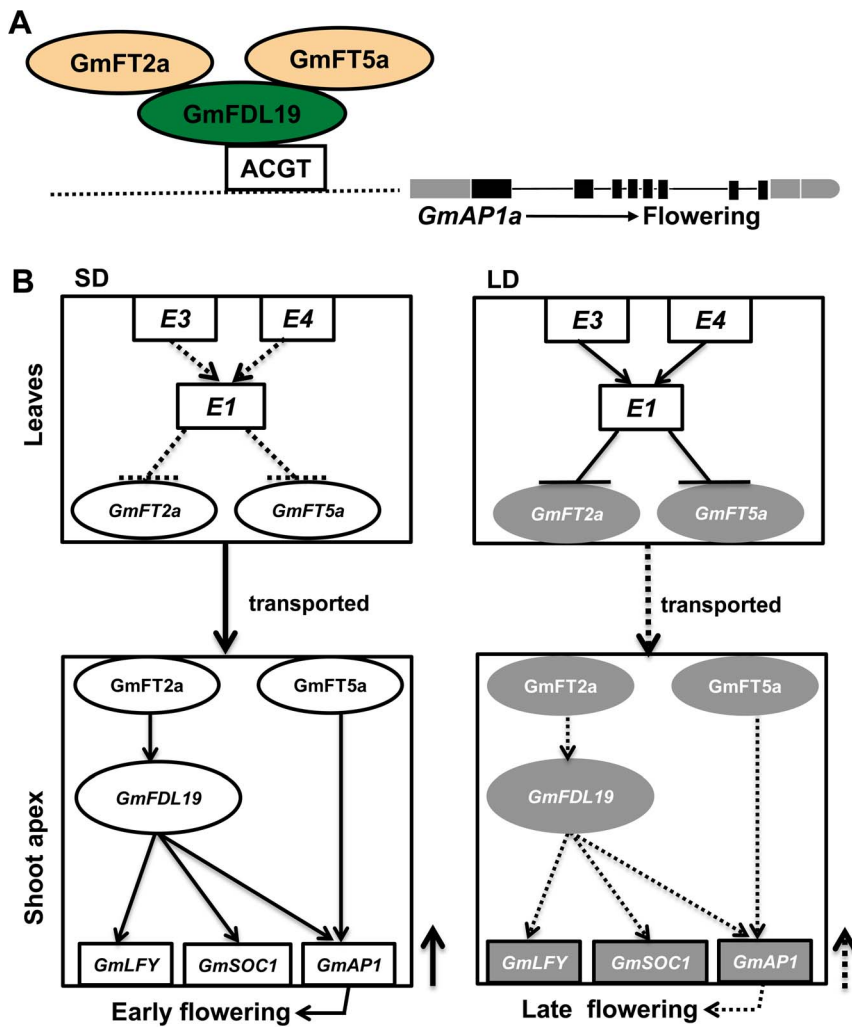 A
GmFT2a GmFT5a
GmFDL19
ACGT
GmAP1a Flowering
B
SD
E3 E4
E1
GmFT2a GmFT5a
Leaves
transported
GmFT2a GmFT5a
GmFDL19
Shoot apex
GmLFY GmSOC1 GmAP1
Early flowering
LD
E3 E4
E1
GmFT2a GmFT5a
transported
GmFT2a GmFT5a
GmFDL19
GmLFY GmSOC1 GmAP1
Late flowering